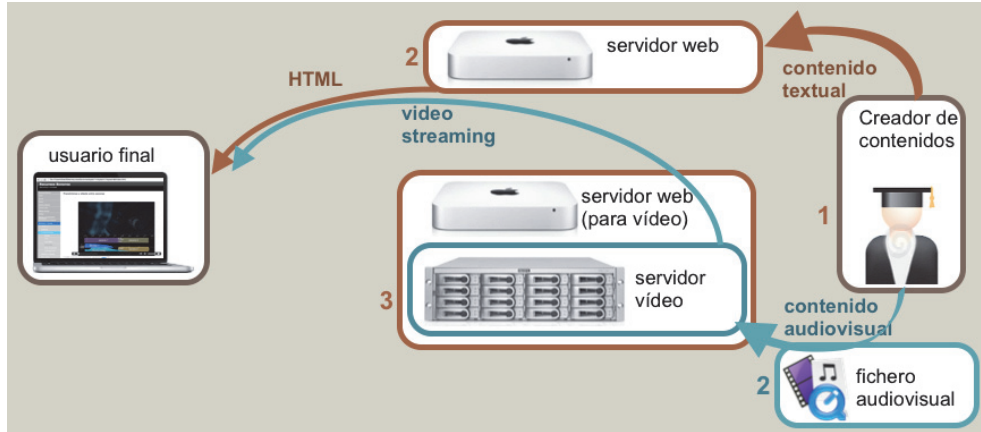 2
servidor web
HTML
contenido
textual
video
streaming
Creador de
contenidos
usuario final
1
servidor web
(para vídeo)
3
servidor
vídeo
contenido
audiovisual
2
fichero
audiovisual